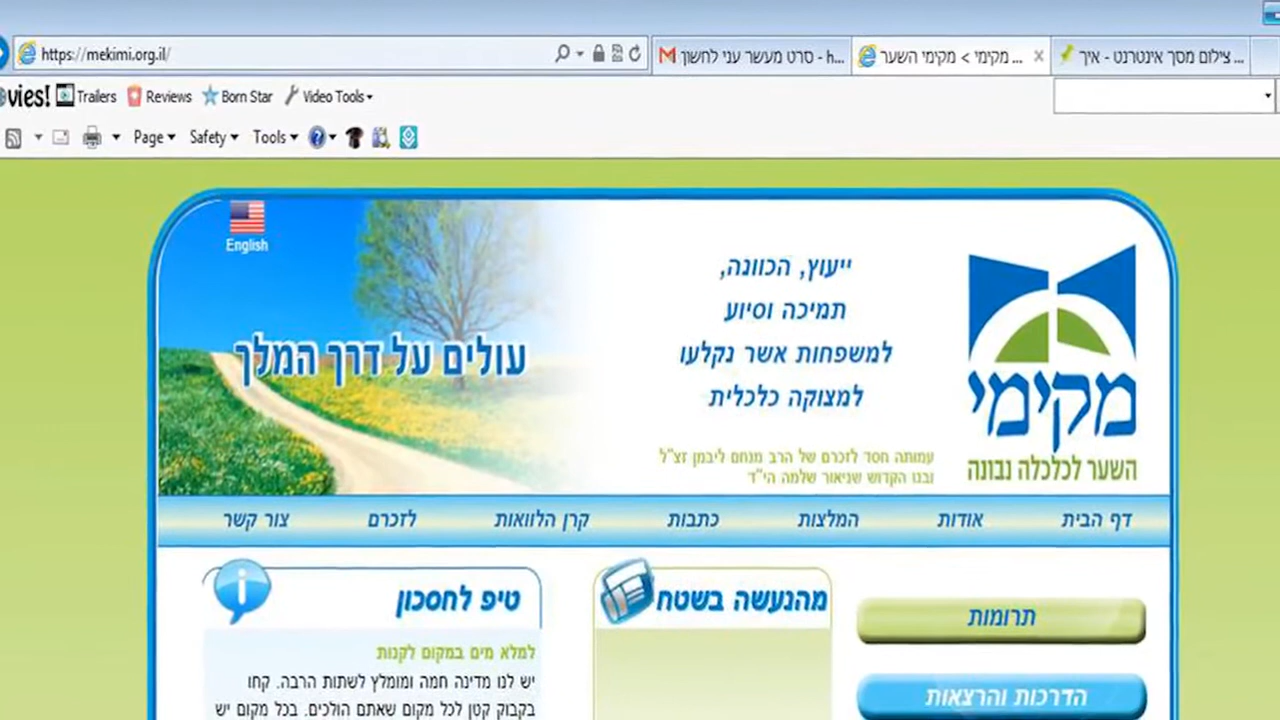 https://mekimi.org.il/
סרט מעשר עני לחשון - h...
מקימי > מקימי השער ...
צילום מסך אינטרנט - איך ...
vies! Trailers Reviews Born Star Video Tools
Page Safety Tools
English
עולים על דרך המלך
ייעוץ, הכוונה,
תמיכה וסיוע
למשפחות אשר נקלעו
למצוקה כלכלית
עמותה חסד לזכרם של הרב מנחם ליבמן זצ"ל
ובנו הקדוש שניאור שלמה הי"ד
מקימי
השער לכלכלה נבונה
דף הבית אודות המלצות כתבות קרן הלוואות לזכרם צור קשר
תרומות
הדרכות והרצאות
מהנעשה בשטח
טיפ לחסכון
למלא מים במקום לקנות
יש לנו מדינה חמה ומומלץ לשתות הרבה. קחו
בקבוק קטן לכל מקום שאתם הולכים. בכל מקום יש